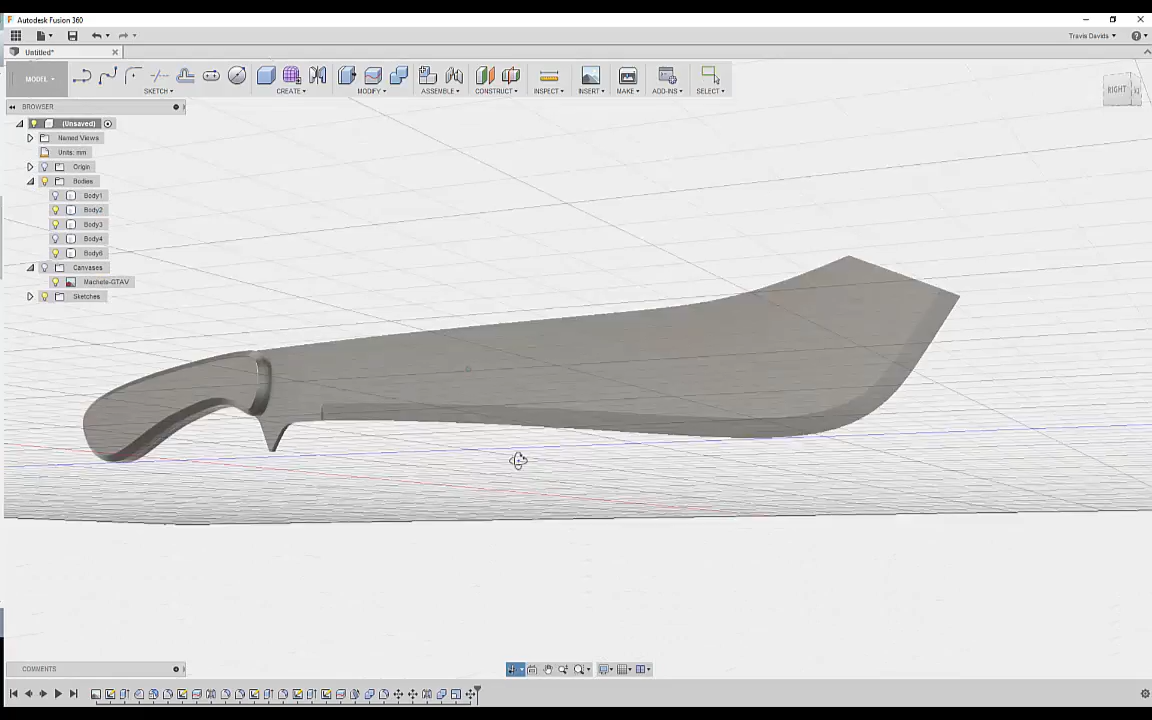 Autodesk Fusion 360
Travis Davids
Untitled*
MODEL
SKETCH
CREATE
MODIFY
ASSEMBLE
CONSTRUCT
INSPECT
INSERT
MAKE
ADD-INS
SELECT
RIGHT
BROWSER
(Unsaved)
Named Views
Units: mm
Origin
Bodies
Body1
Body2
Body3
Body4
Body6
Canvases
Machete-GTAV
Sketches
COMMENTS